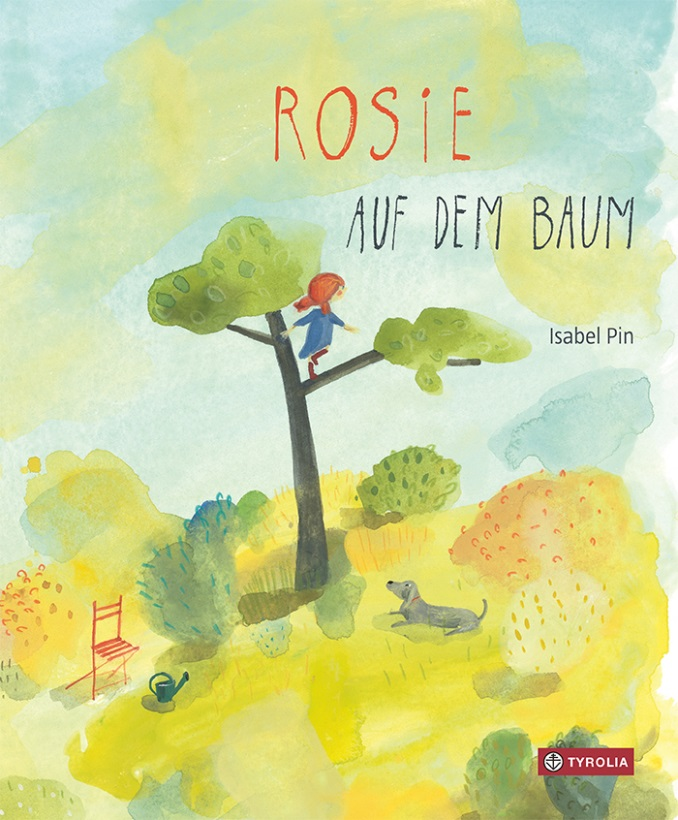 ROSiE
AUF DEM BAUM
Isabel Pin
TYROLIA